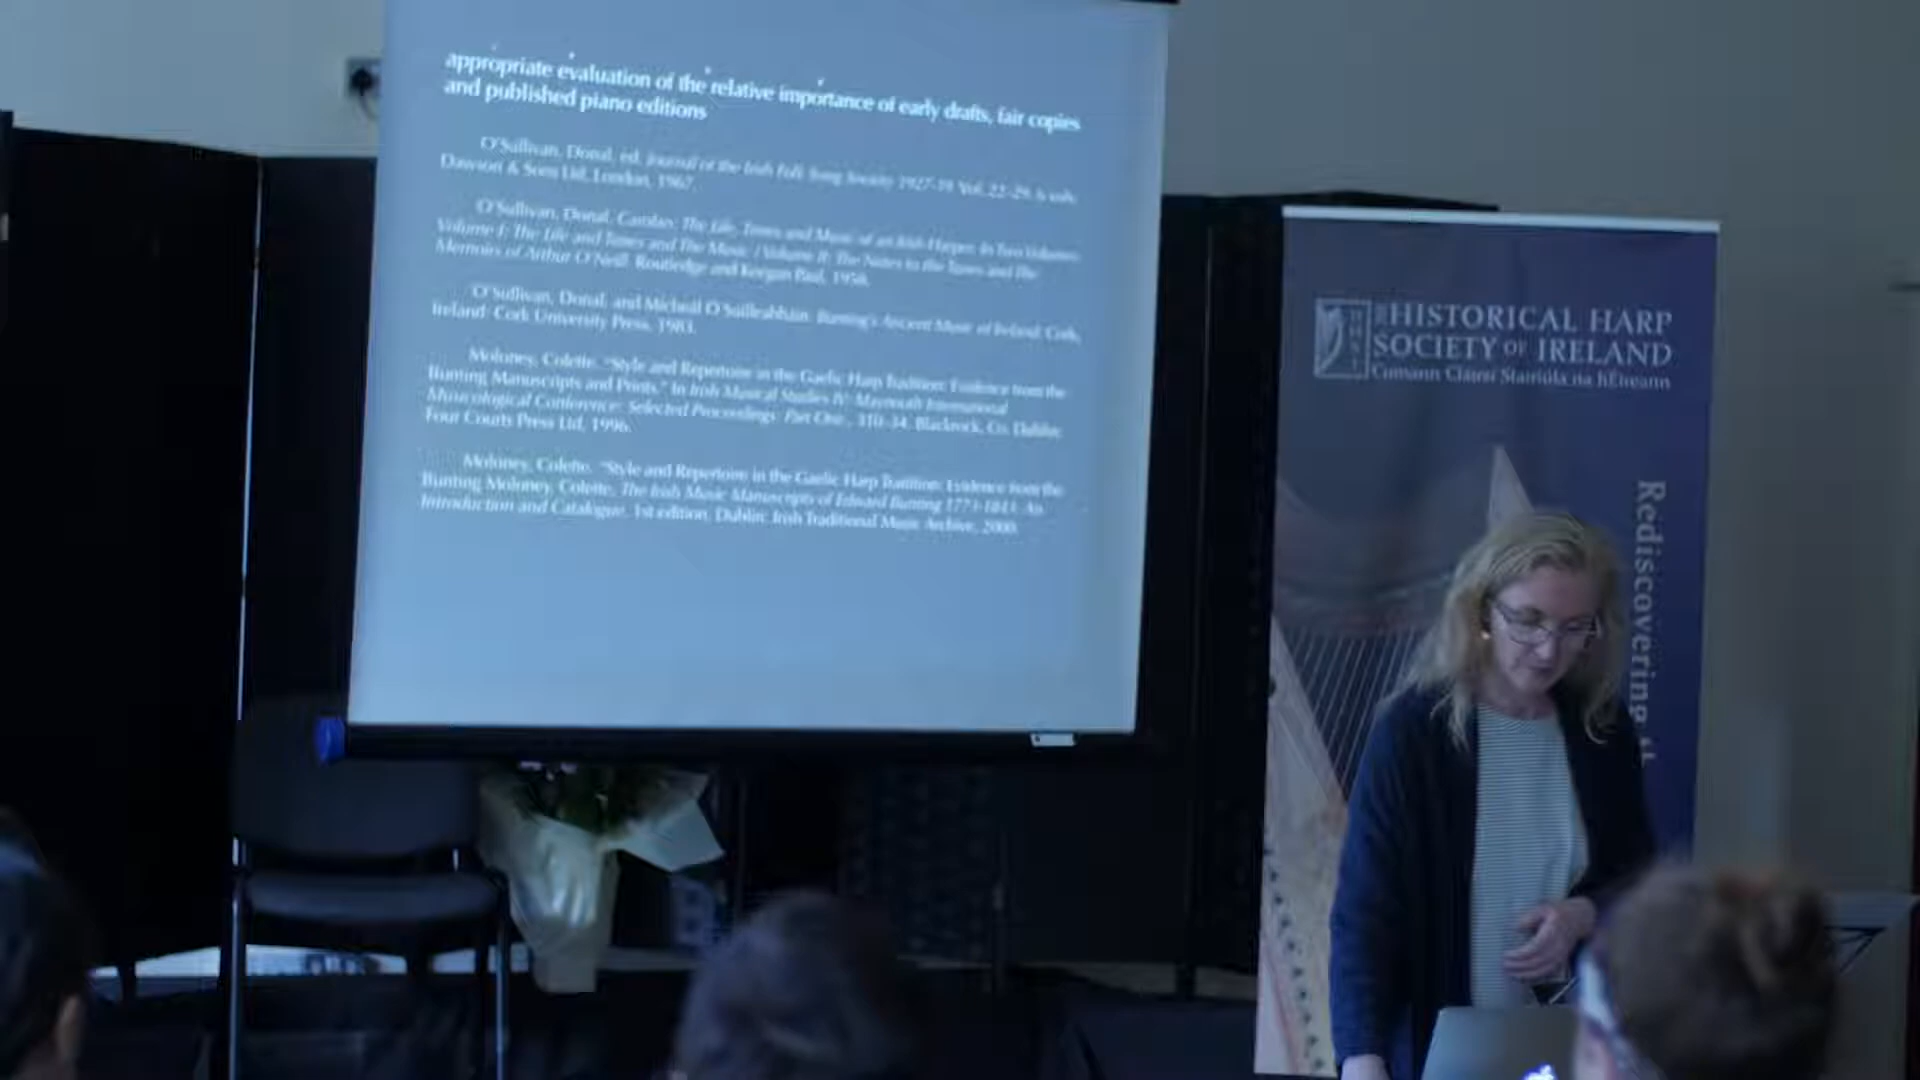 appropriate evaluation of the relative importance of early drafts, fair copies
and published piano editions
O'Sullivan, Donal, ed. Journal of the Irish Folk Song Society 1927-39 Vol. 22-29. 6 vols.
Dawson & Sons Ltd, London, 1967.
O'Sullivan, Donal. Carolan: The Life, Times and Music of an Irish Harper. In Two Volumes.
Volume I: The Life and Times and The Music / Volume II: The Notes to the Tunes and The
Memoirs of Arthur O'Neill. Routledge and Keegan Paul, 1958.
O'Sullivan, Donal, and Mícheál Ó Súilleabháin. Bunting's Ancient Music of Ireland. Cork,
Ireland: Cork University Press, 1983.
Moloney, Colette. "Style and Repertoire in the Gaelic Harp Tradition: Evidence from the
Bunting Manuscripts and Prints." In Irish Musical Studies IV: Maynooth International
Musicological Conference: Selected Proceedings: Part One, 310-34. Blackrock, Co. Dublin:
Four Courts Press Ltd, 1996.
Moloney, Colette. "Style and Repertoire in the Gaelic Harp Tradition: Evidence from the
Bunting Moloney, Colette. The Irish Music Manuscripts of Edward Bunting 1773-1843: An
Introduction and Catalogue. 1st edition. Dublin: Irish Traditional Music Archive, 2000.
THE HISTORICAL HARP
SOCIETY OF IRELAND
Cumann Cláirsí Stairiúla na hÉireann
Rediscovering